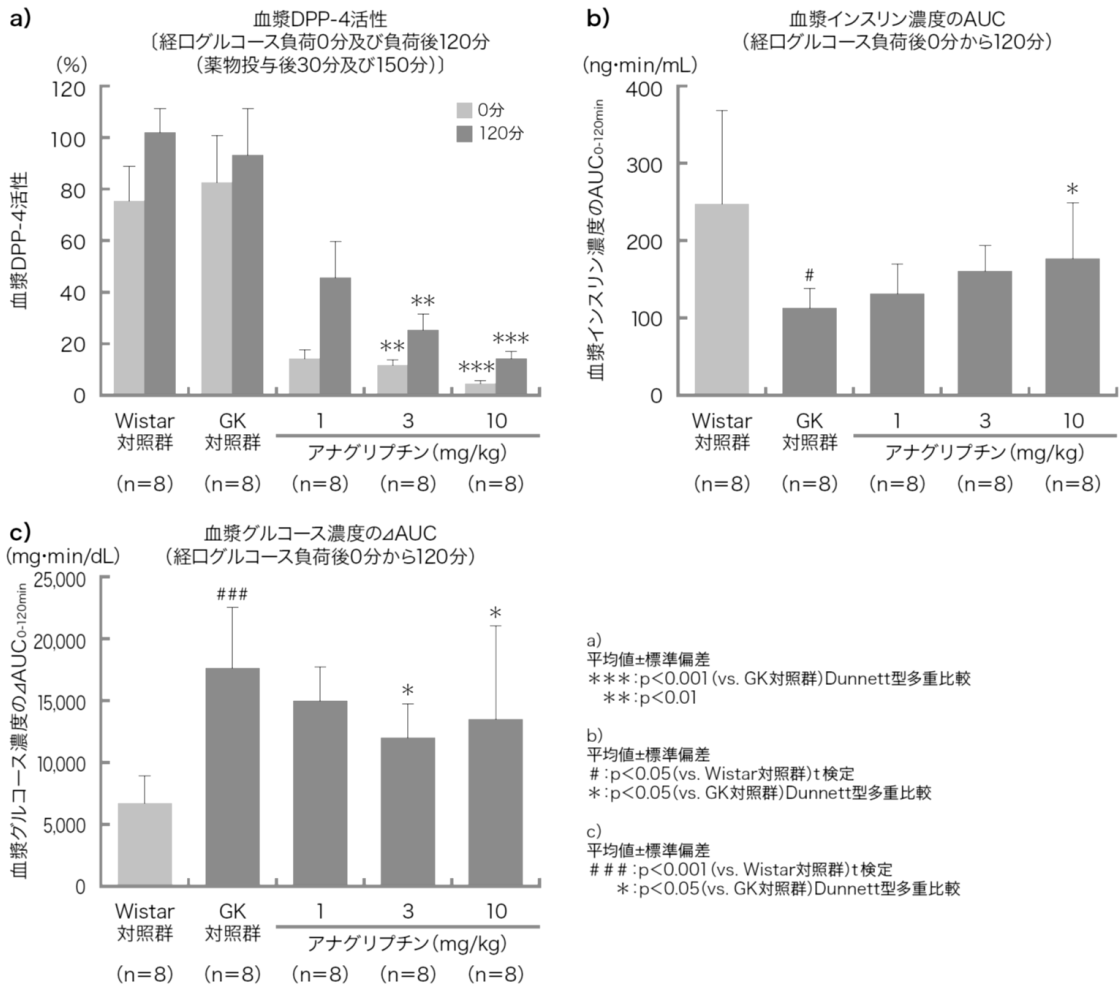 a)
血漿DPP-4活性
〔経口グルコース負荷0分及び負荷後120分
（薬物投与後30分及び150分）〕
(%)
血漿DPP-4活性
120
100
80
60
40
20
0
0分
120分
**
**
***
***
Wistar
対照群
GK
対照群
1
3
10
アナグリプチン（mg/kg）
(n=8)
(n=8)
(n=8)
(n=8)
(n=8)
b)
血漿インスリン濃度のAUC
（経口グルコース負荷後0分から120分）
(ng·min/mL)
血漿インスリン濃度のAUC0-120min
400
300
200
100
0
#
*
Wistar
対照群
GK
対照群
1
3
10
アナグリプチン（mg/kg）
(n=8)
(n=8)
(n=8)
(n=8)
(n=8)
c)
血漿グルコース濃度の⊿AUC
（経口グルコース負荷後0分から120分）
(mg·min/dL)
血漿グルコース濃度の⊿AUC0-120min
25,000
20,000
15,000
10,000
5,000
0
###
*
*
Wistar
対照群
GK
対照群
1
3
10
アナグリプチン（mg/kg）
(n=8)
(n=8)
(n=8)
(n=8)
(n=8)
a)
平均値±標準偏差
***:p<0.001(vs. GK対照群)Dunnett型多重比較
**:p<0.01
b)
平均値±標準偏差
#:p<0.05(vs. Wistar対照群)t検定
*:p<0.05(vs. GK対照群)Dunnett型多重比較
c)
平均値±標準偏差
###:p<0.001(vs. Wistar対照群)t検定
*:p<0.05(vs. GK対照群)Dunnett型多重比較